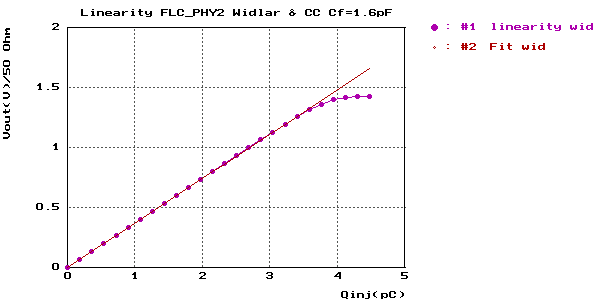 Linearity FLC_PHY2 Widlar & CC Cf=1.6pF
2
1.5
1
0.5
0
0 1 2 3 4 5
Vout(V)/50 Ohm
Qinj(pC)
: #1 linearity wid
: #2 Fit wid